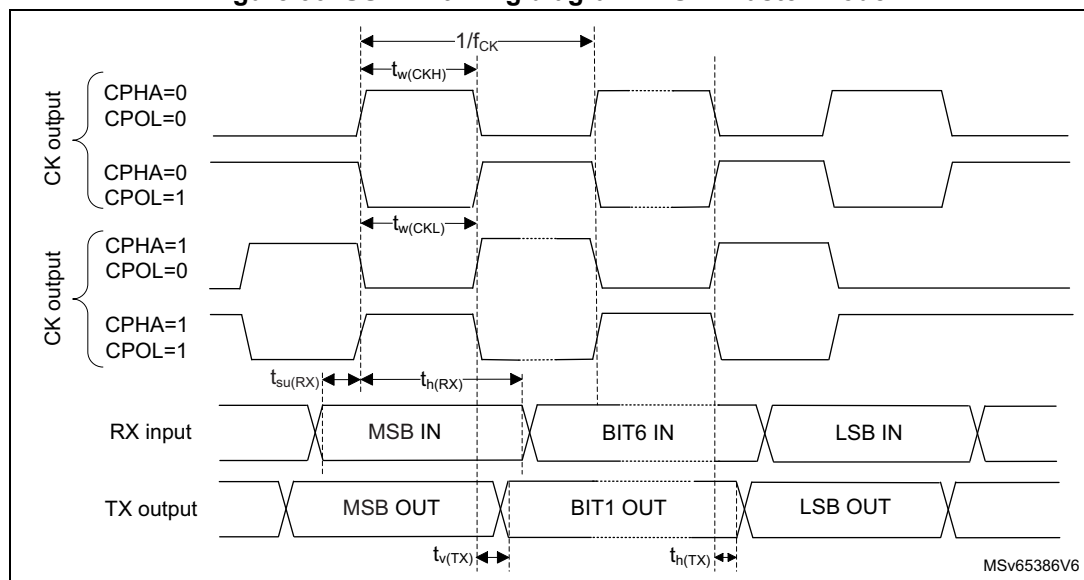 1/fCK
tw(CKH)
CK output
CPHA=0
CPOL=0
CPHA=0
CPOL=1
tw(CKL)
CK output
CPHA=1
CPOL=0
CPHA=1
CPOL=1
tsu(RX)
th(RX)
RX input
MSB IN
BIT6 IN
LSB IN
TX output
MSB OUT
BIT1 OUT
LSB OUT
tv(TX)
th(TX)
MSv65386V6